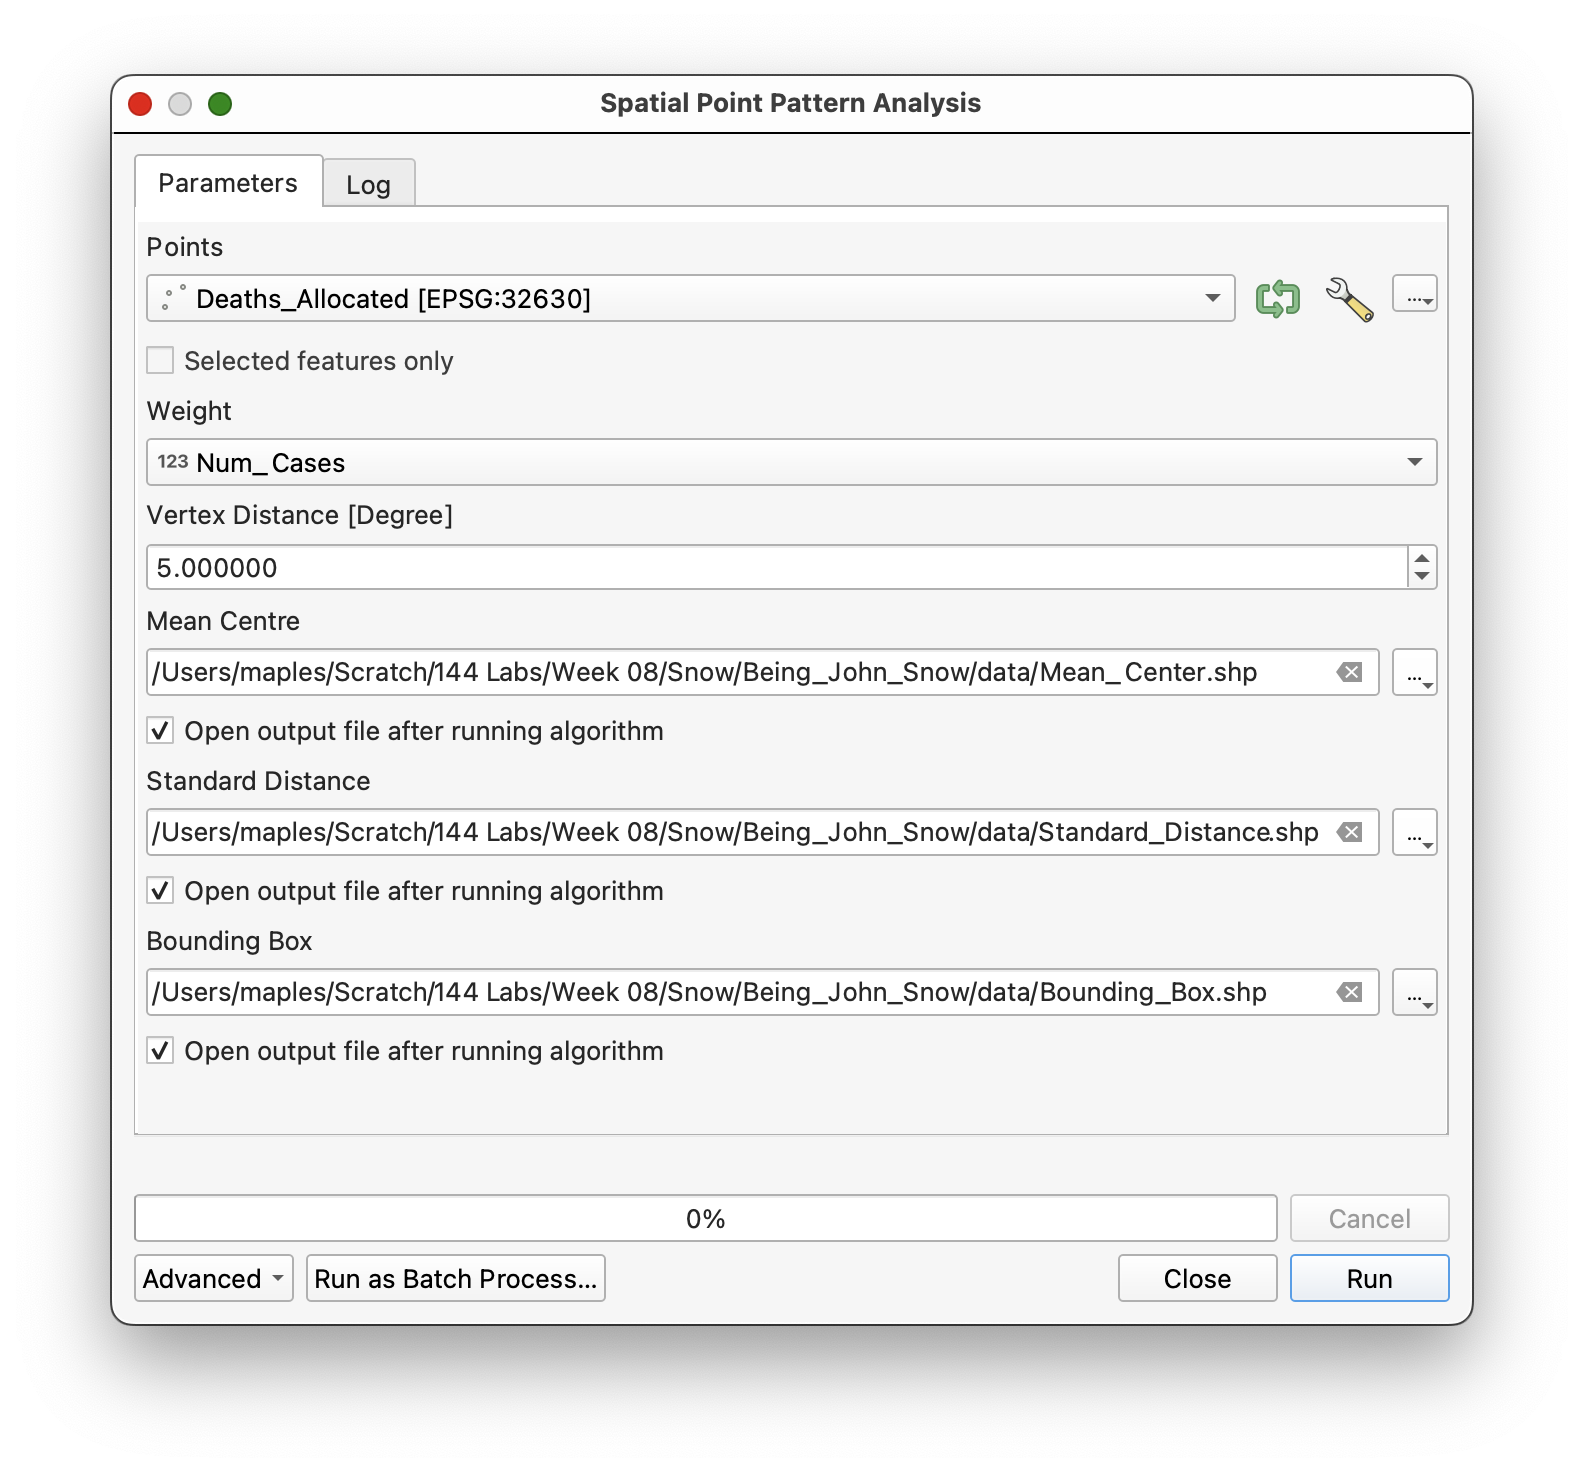 Spatial Point Pattern Analysis
Parameters
Log
Points
Deaths_Allocated [EPSG:32630]
...
Selected features only
Weight
123 Num_Cases
Vertex Distance [Degree]
5.000000
Mean Centre
/Users/maples/Scratch/144 Labs/Week 08/Snow/Being_John_Snow/data/Mean_Center.shp
...
Open output file after running algorithm
Standard Distance
/Users/maples/Scratch/144 Labs/Week 08/Snow/Being_John_Snow/data/Standard_Distance.shp
...
Open output file after running algorithm
Bounding Box
/Users/maples/Scratch/144 Labs/Week 08/Snow/Being_John_Snow/data/Bounding_Box.shp
...
Open output file after running algorithm
0%
Cancel
Advanced
Run as Batch Process...
Close
Run